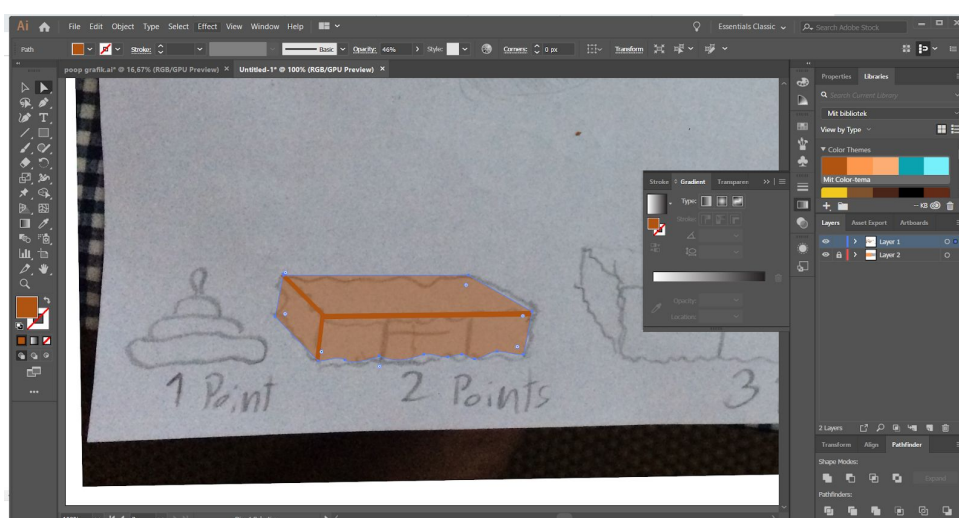 Ai File Edit Object Type Select Effect View Window Help Essentials Classic Search Adobe Stock
Path Stroke: Basic Opacity: 46% Style: Corners: 0 px Transform
poop grafik.ai* @ 16,67% (RGB/GPU Preview) × Untitled-1* @ 100% (RGB/GPU Preview) ×
Properties Libraries
Search Current Library
Mit bibliotek
View by Type
Color Themes
Mit Color-tema
-- KB
Layers Asset Export Artboards
Layer 1
Layer 2
Stroke Gradient Transparen
Type:
Stroke:
Opacity:
Location:
1 Point 2 Points 3
2 Layers
Transform Align Pathfinder
Shape Modes:
Expand
Pathfinders: